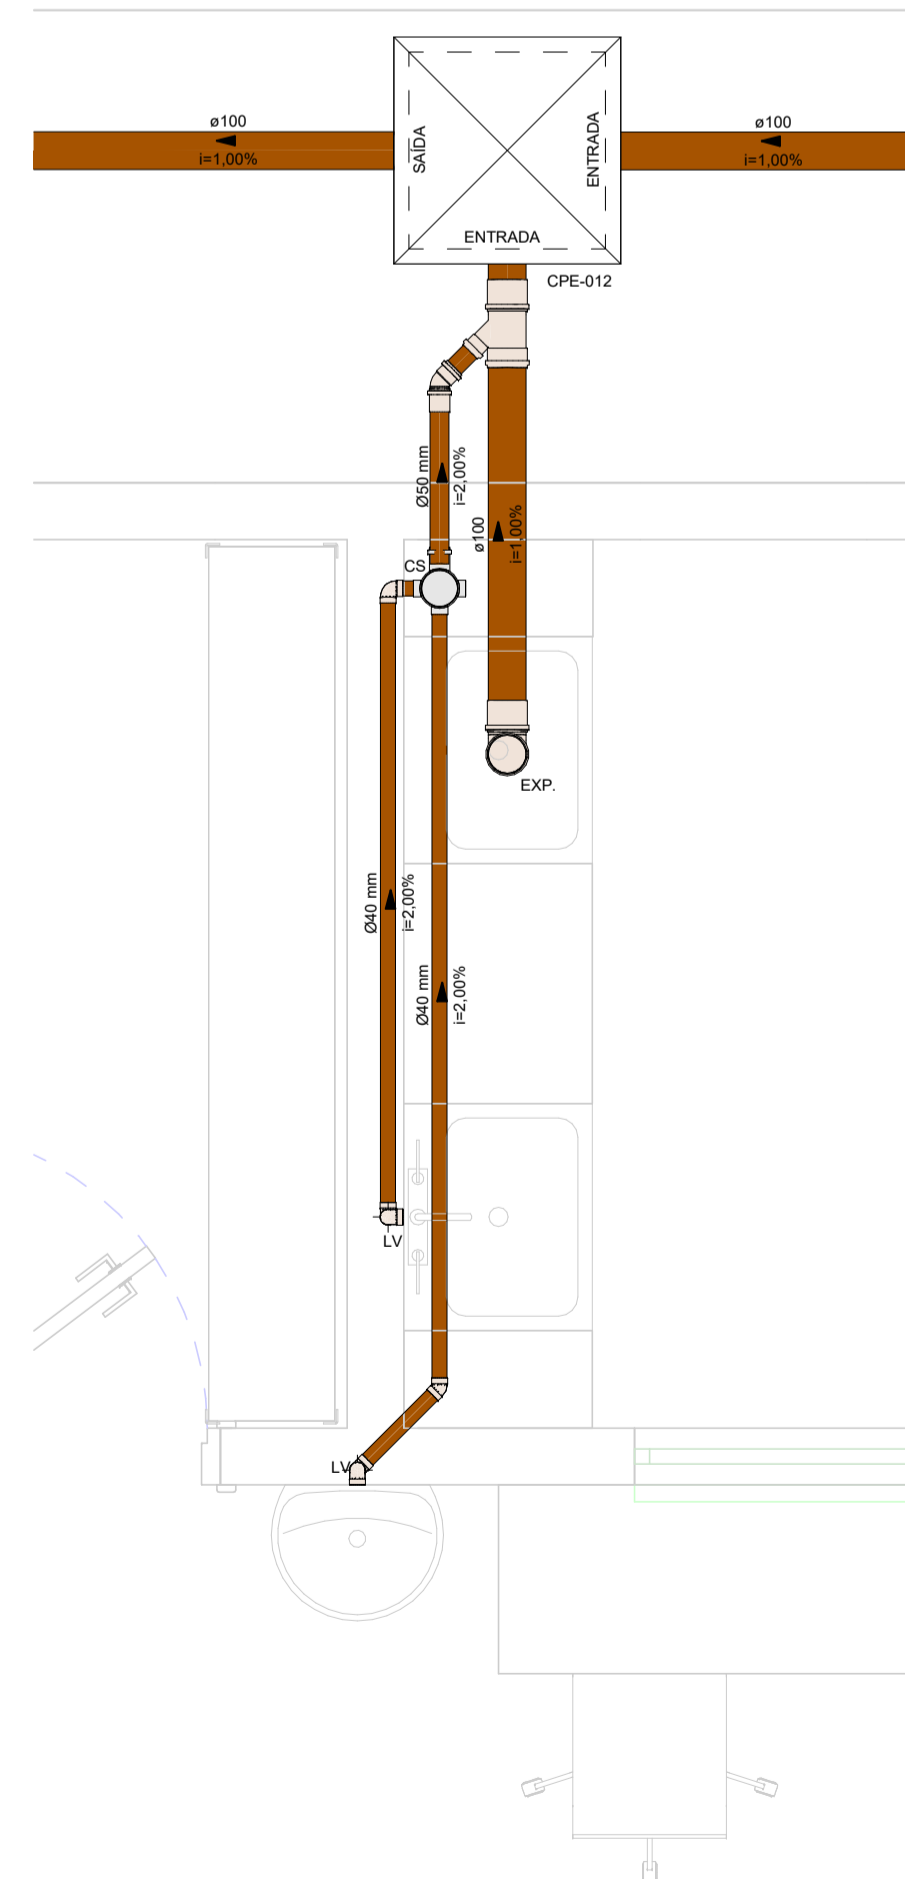 ø100
i=1,00%
ø100
i=1,00%
SAÍDA
ENTRADA
ENTRADA
CPE-012
Ø50 mm
i=2,00%
ø100
i=1,00%
CS
EXP.
Ø40 mm
i=2,00%
Ø40 mm
i=2,00%
LV
LV